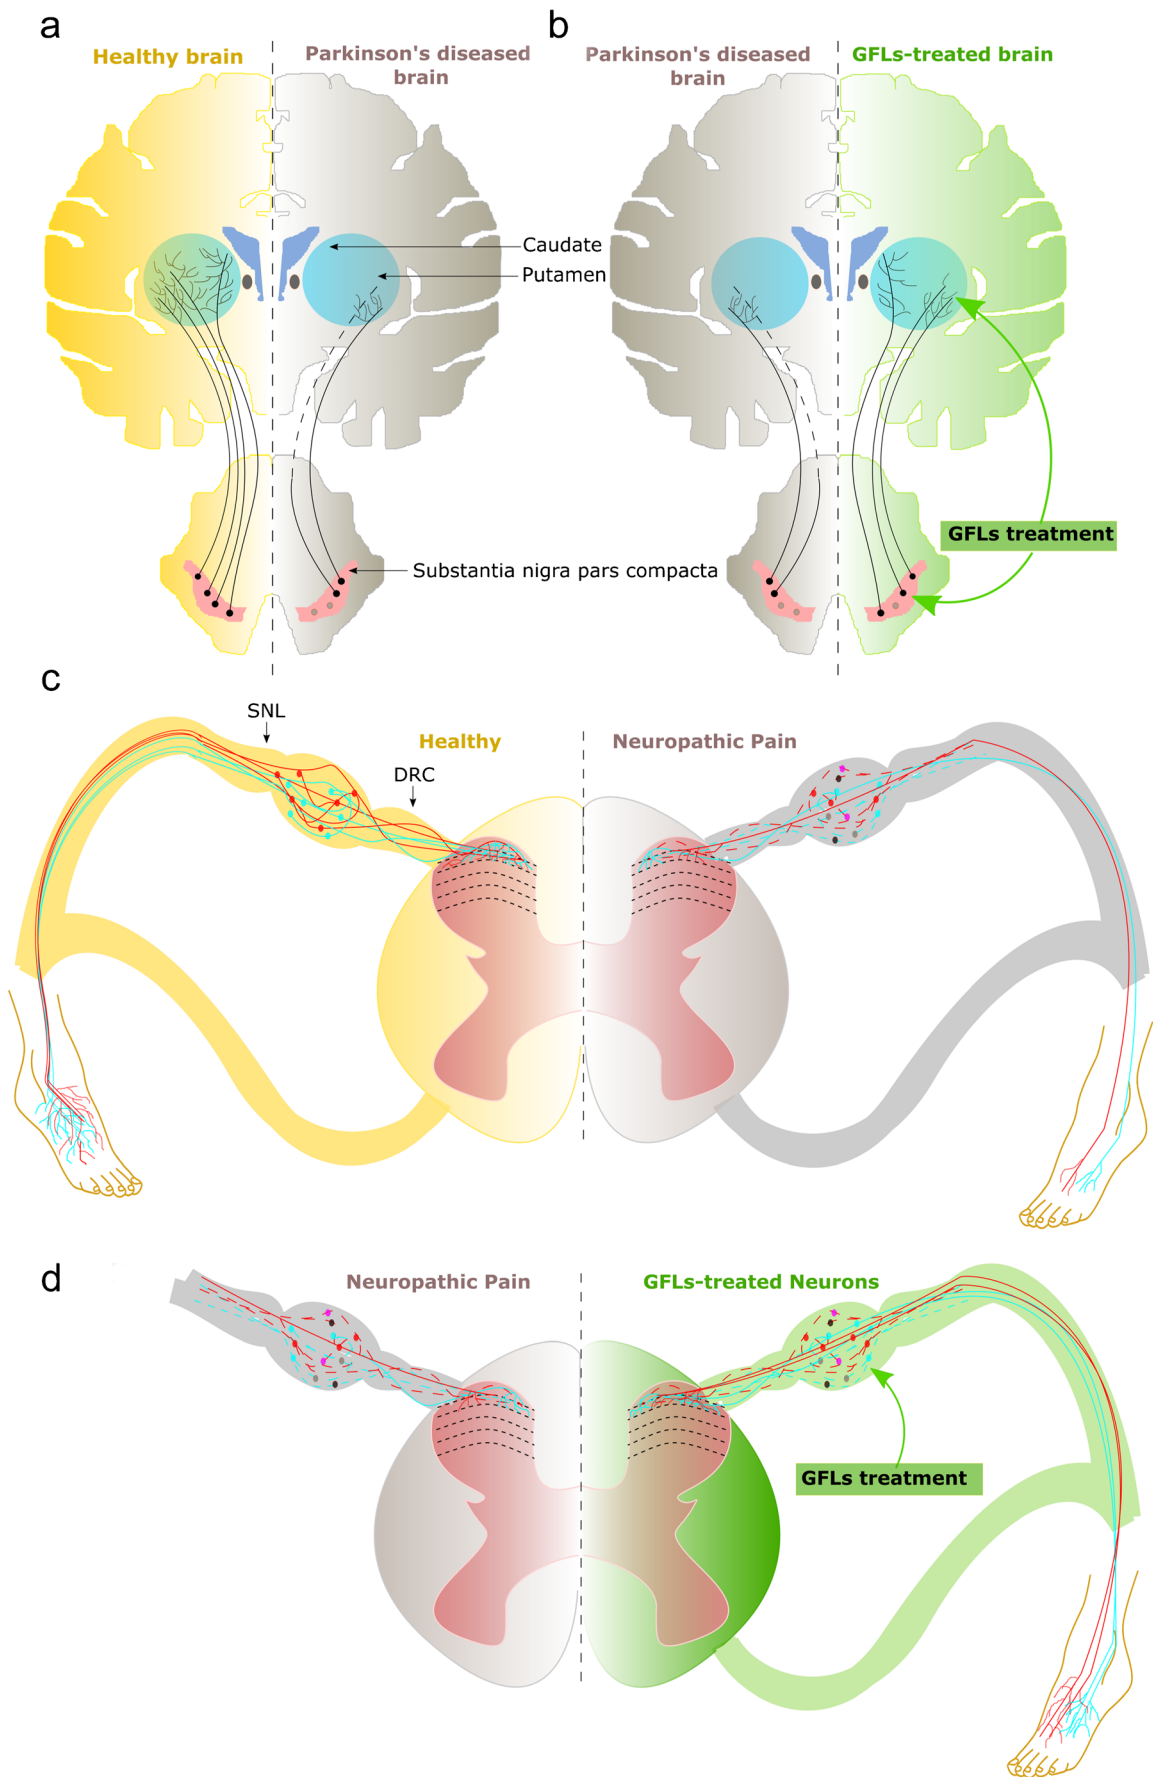 a
Healthy brain
Parkinson's diseased
brain
b
Parkinson's diseased
brain
GFLs-treated brain
Caudate
Putamen
GFLs treatment
Substantia nigra pars compacta
c
SNL
Healthy
Neuropathic Pain
DRC
d
Neuropathic Pain
GFLs-treated Neurons
GFLs treatment